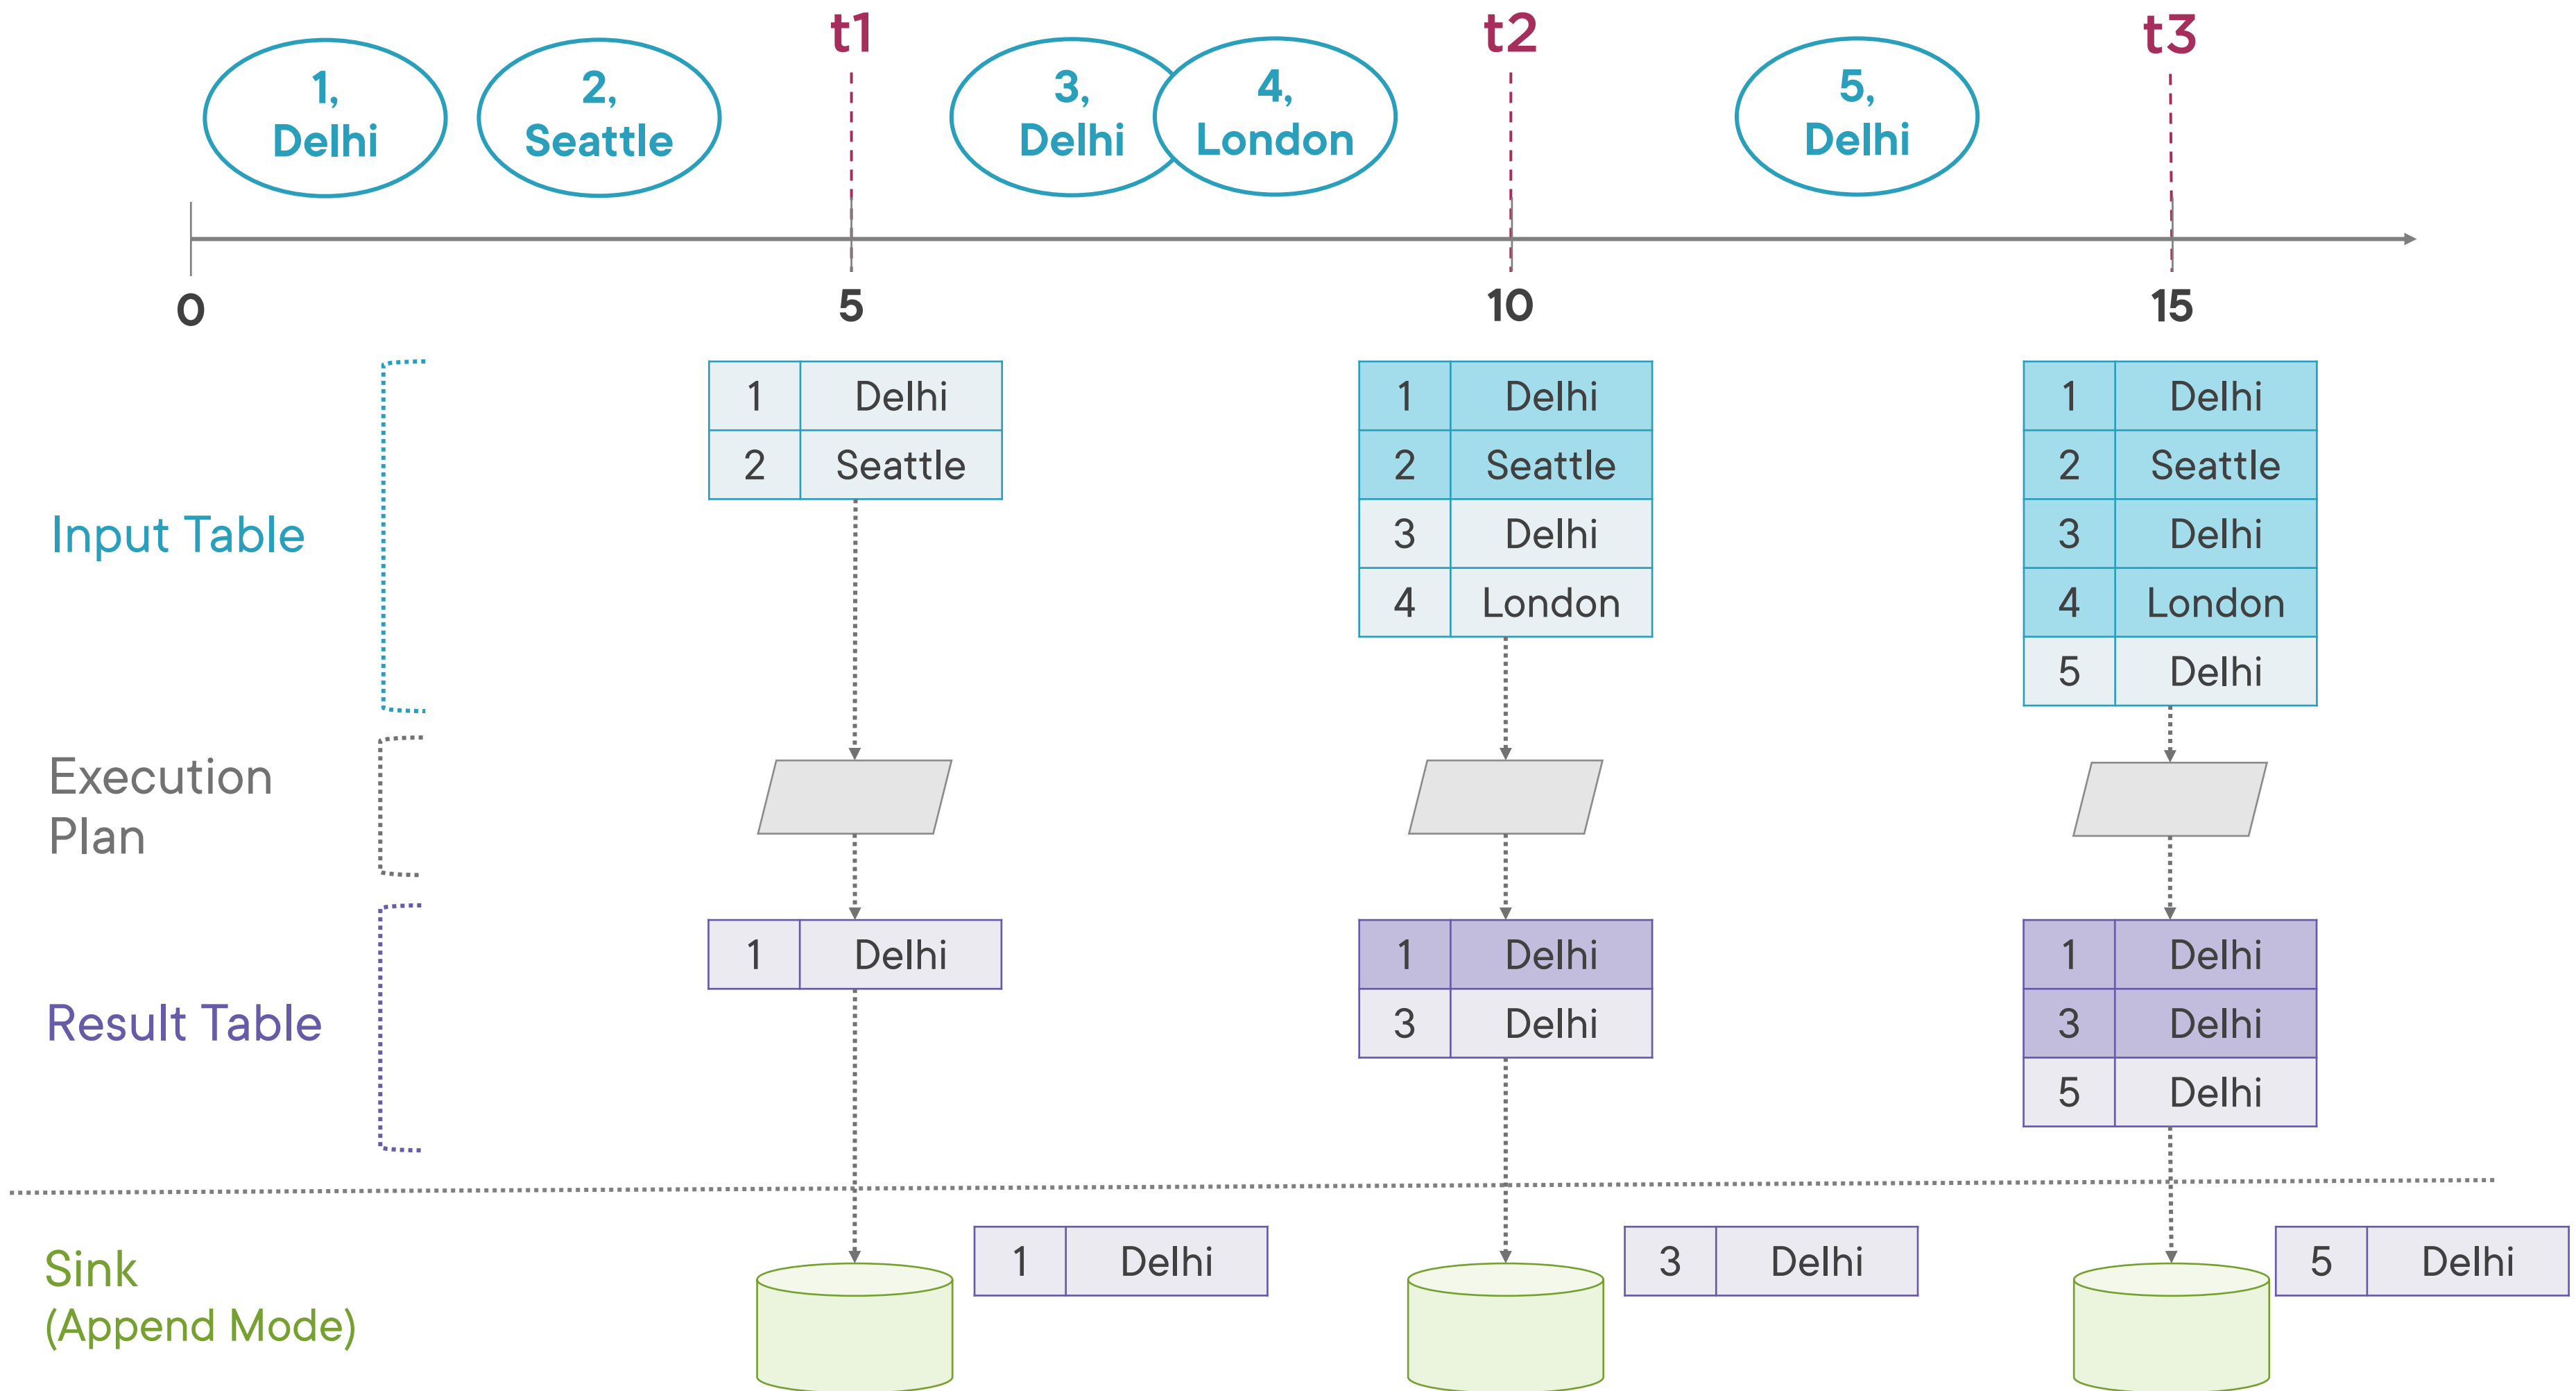 t1
t2
t3
1,
Delhi
2,
Seattle
3,
Delhi
4,
London
5,
Delhi
0
5
10
15
Input Table
1 Delhi
2 Seattle
1 Delhi
2 Seattle
3 Delhi
4 London
1 Delhi
2 Seattle
3 Delhi
4 London
5 Delhi
Execution
Plan
Result Table
1 Delhi
1 Delhi
3 Delhi
1 Delhi
3 Delhi
5 Delhi
Sink
(Append Mode)
1 Delhi
3 Delhi
5 Delhi